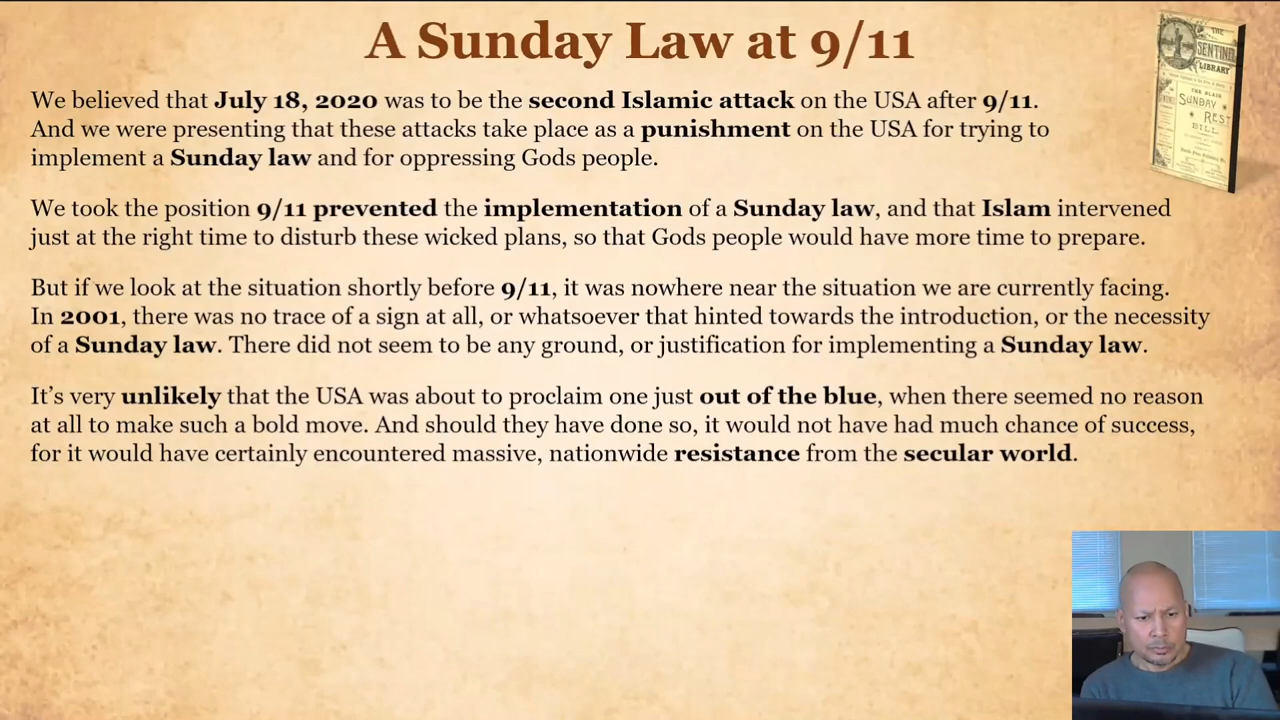 A Sunday Law at 9/11
THE
SENTINEL
LIBRARY
SUNDAY
REST
BILL
We believed that July 18, 2020 was to be the second Islamic attack on the USA after 9/11.
And we were presenting that these attacks take place as a punishment on the USA for trying to
implement a Sunday law and for oppressing Gods people.
We took the position 9/11 prevented the implementation of a Sunday law, and that Islam intervened
just at the right time to disturb these wicked plans, so that Gods people would have more time to prepare.
But if we look at the situation shortly before 9/11, it was nowhere near the situation we are currently facing.
In 2001, there was no trace of a sign at all, or whatsoever that hinted towards the introduction, or the necessity
of a Sunday law. There did not seem to be any ground, or justification for implementing a Sunday law.
It's very unlikely that the USA was about to proclaim one just out of the blue, when there seemed no reason
at all to make such a bold move. And should they have done so, it would not have had much chance of success,
for it would have certainly encountered massive, nationwide resistance from the secular world.